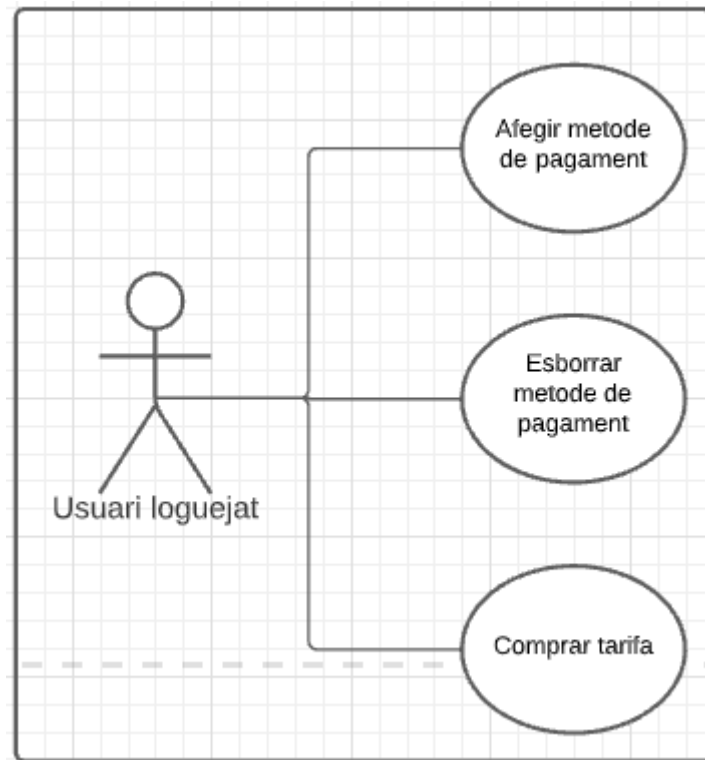 Afegir metode
de pagament
Esborrar
metode de
pagament
Usuari loguejat
Comprar tarifa